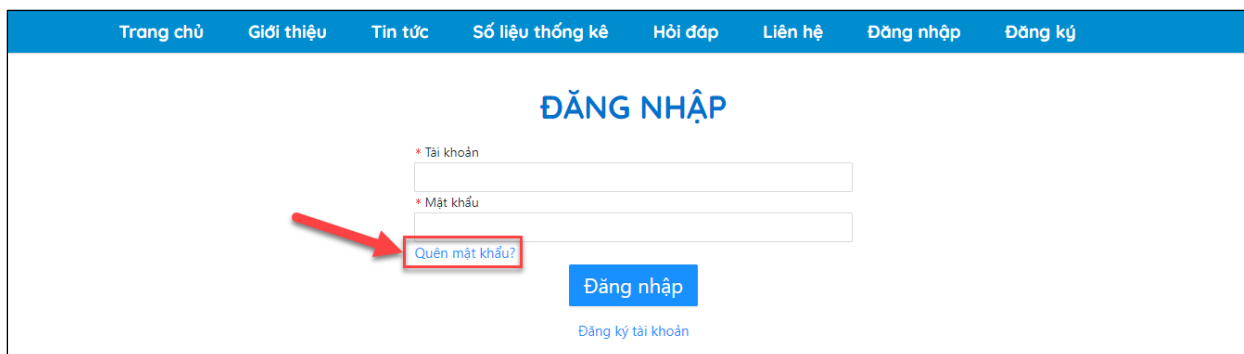 Trang chủ Giới thiệu Tin tức Số liệu thống kê Hỏi đáp Liên hệ Đăng nhập Đăng ký
ĐĂNG NHẬP
* Tài khoản
* Mật khẩu
Quên mật khẩu?
Đăng nhập
Đăng ký tài khoản